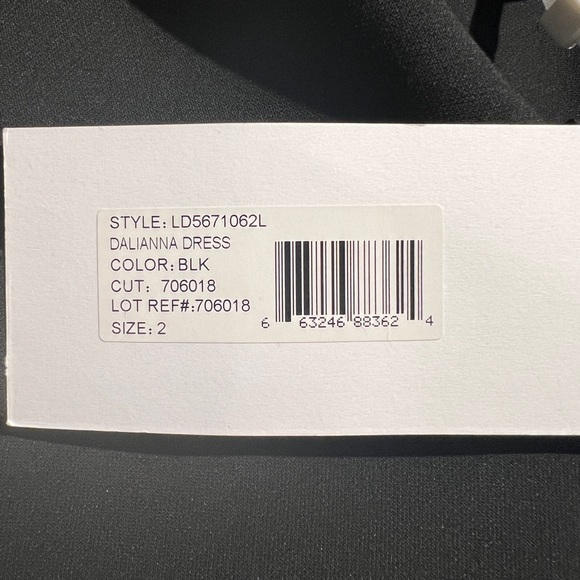 STYLE: LD5671062L
DALIANNA DRESS
COLOR: BLK
CUT: 706018
LOT REF#:706018
SIZE: 2
6 63246 88362 4